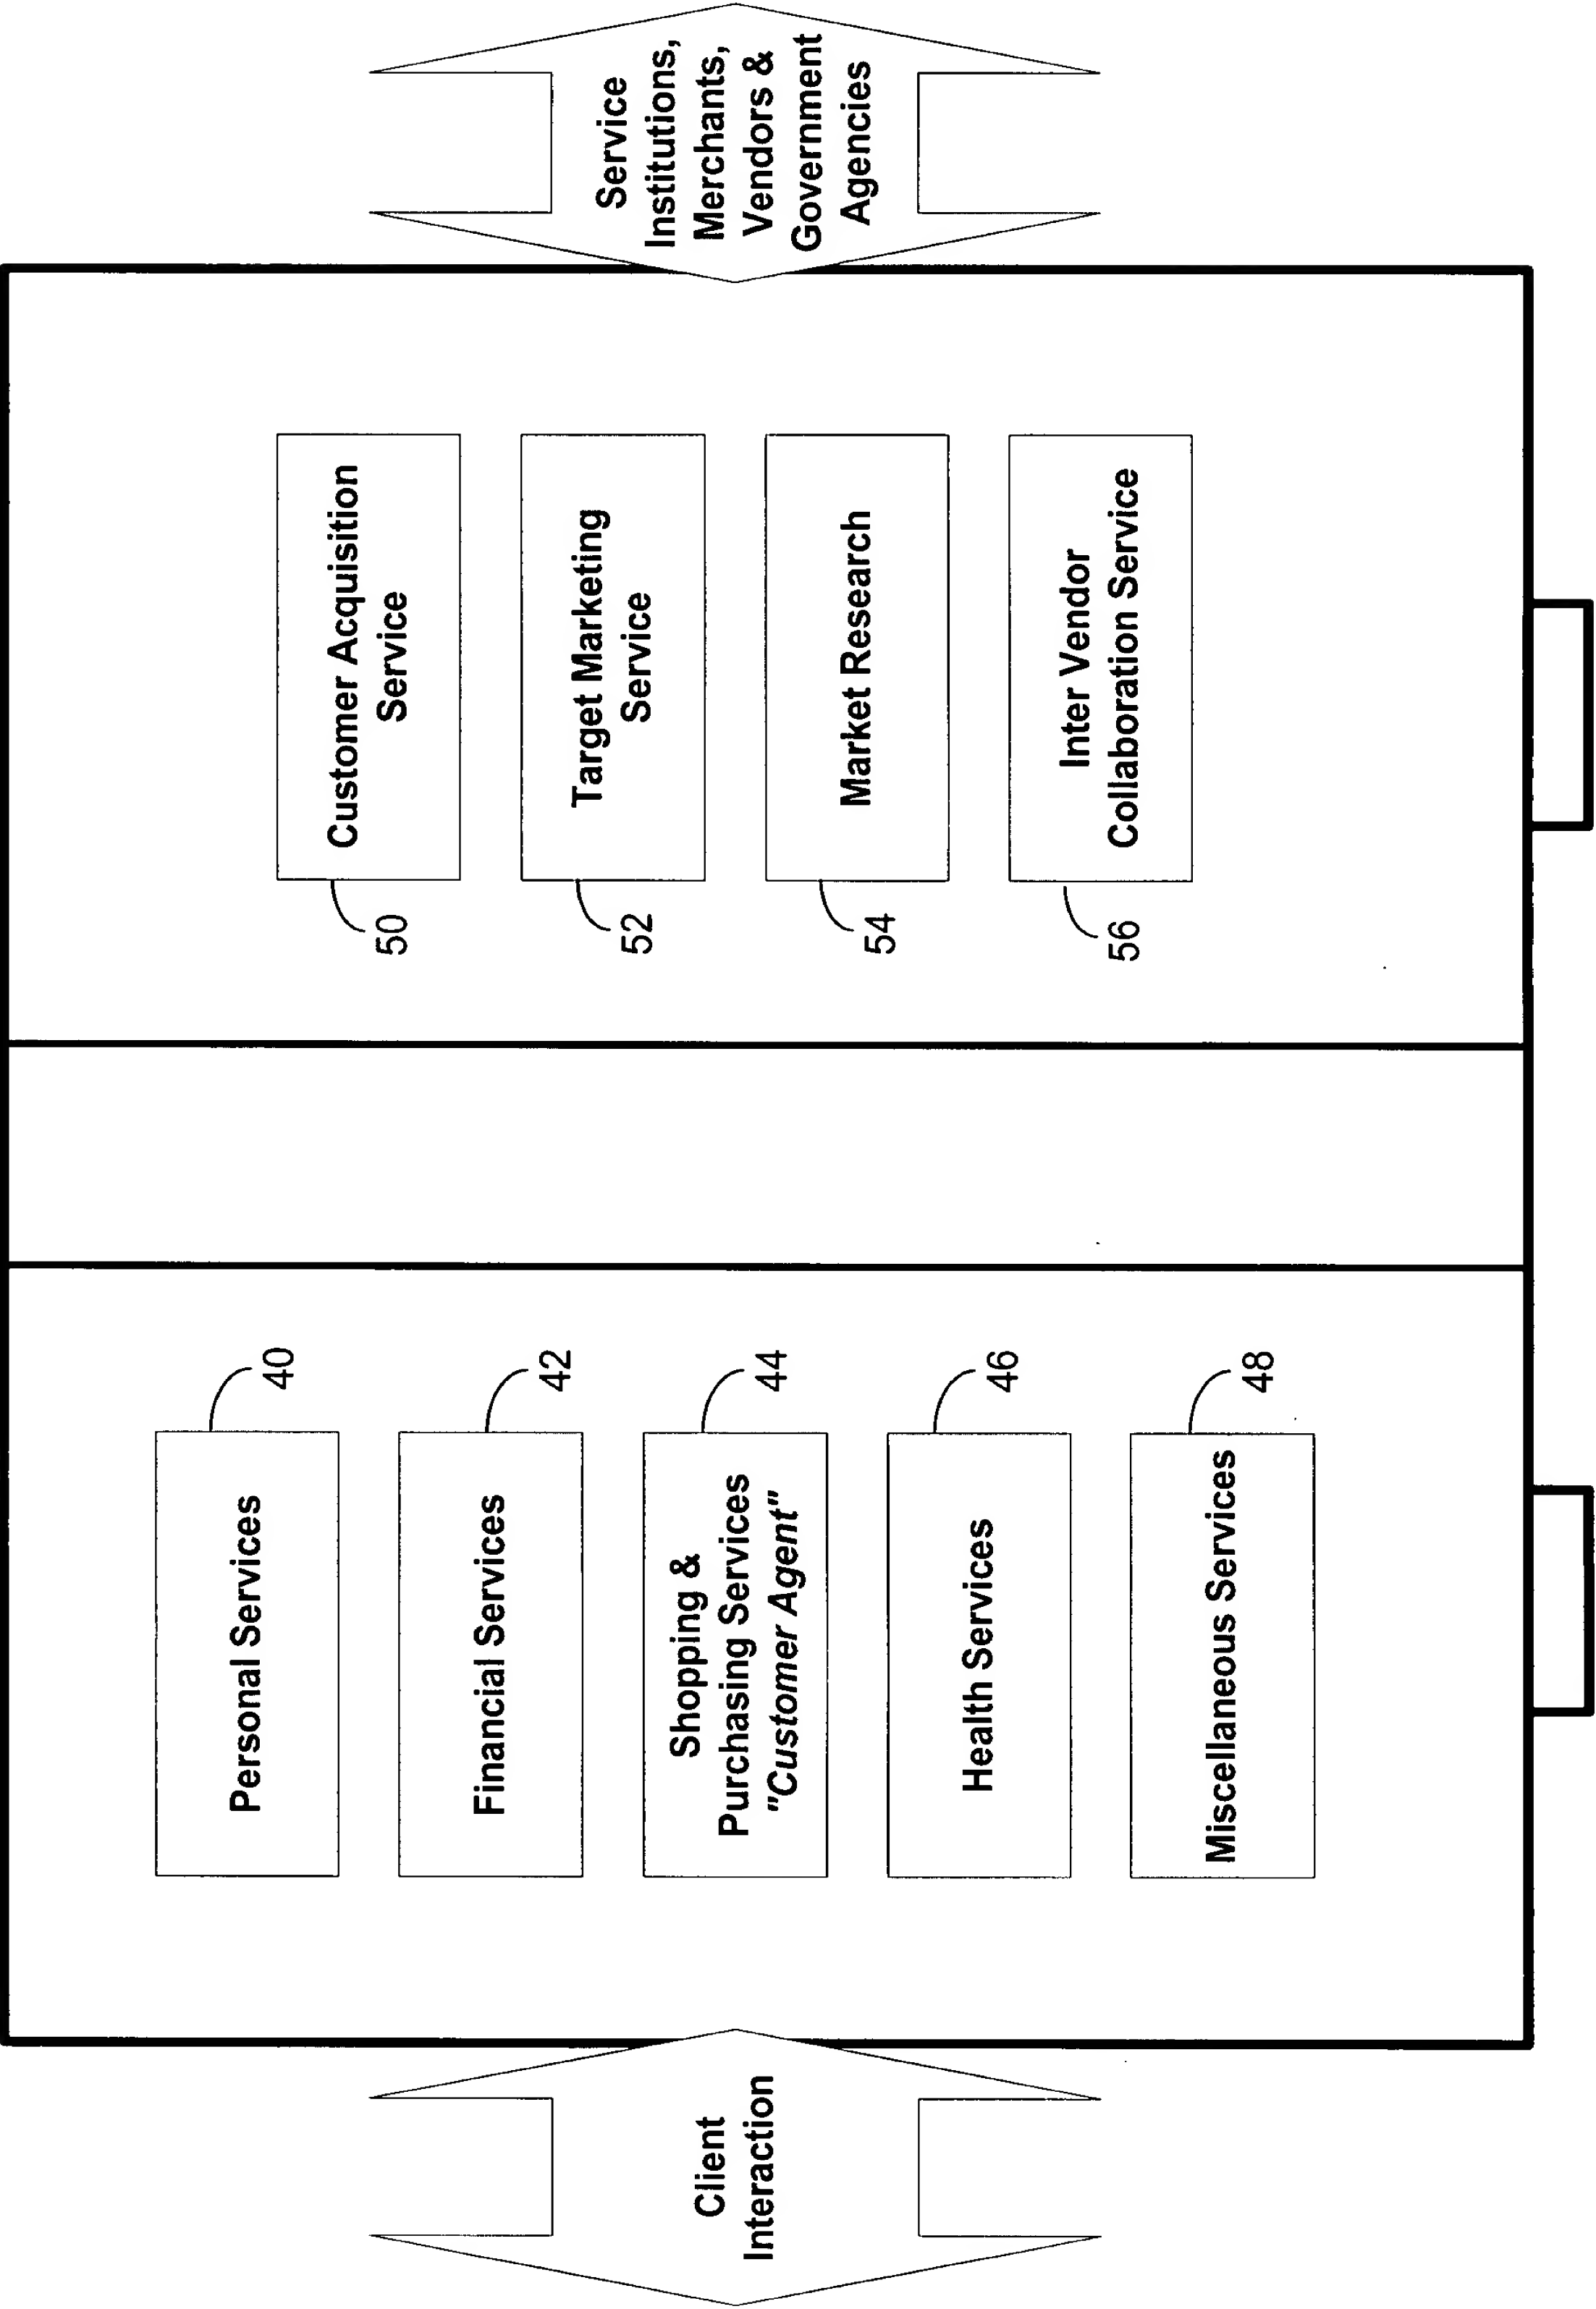 Client
Interaction
Personal Services
40
Financial Services
42
Shopping &
Purchasing Services
"Customer Agent"
44
Health Services
46
Miscellaneous Services
48
Customer Acquisition
Service
50
Target Marketing
Service
52
Market Research
54
Inter Vendor
Collaboration Service
56
Service
Institutions,
Merchants,
Vendors &
Government
Agencies